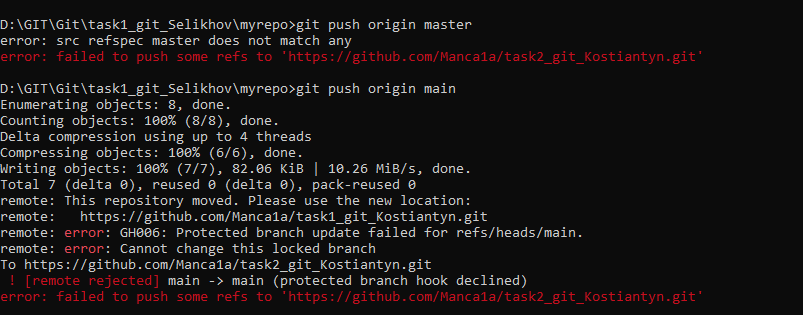 D:\GIT\Git\task1_git_Selikhov\myrepo>git push origin master
error: src refspec master does not match any
error: failed to push some refs to 'https://github.com/Manca1a/task2_git_Kostiantyn.git'
D:\GIT\Git\task1_git_Selikhov\myrepo>git push origin main
Enumerating objects: 8, done.
Counting objects: 100% (8/8), done.
Delta compression using up to 4 threads
Compressing objects: 100% (6/6), done.
Writing objects: 100% (7/7), 82.06 KiB | 10.26 MiB/s, done.
Total 7 (delta 0), reused 0 (delta 0), pack-reused 0
remote: This repository moved. Please use the new location:
remote:   https://github.com/Manca1a/task1_git_Kostiantyn.git
remote: error: GH006: Protected branch update failed for refs/heads/main.
remote: error: Cannot change this locked branch
To https://github.com/Manca1a/task2_git_Kostiantyn.git
 ! [remote rejected] main -> main (protected branch hook declined)
error: failed to push some refs to 'https://github.com/Manca1a/task2_git_Kostiantyn.git'